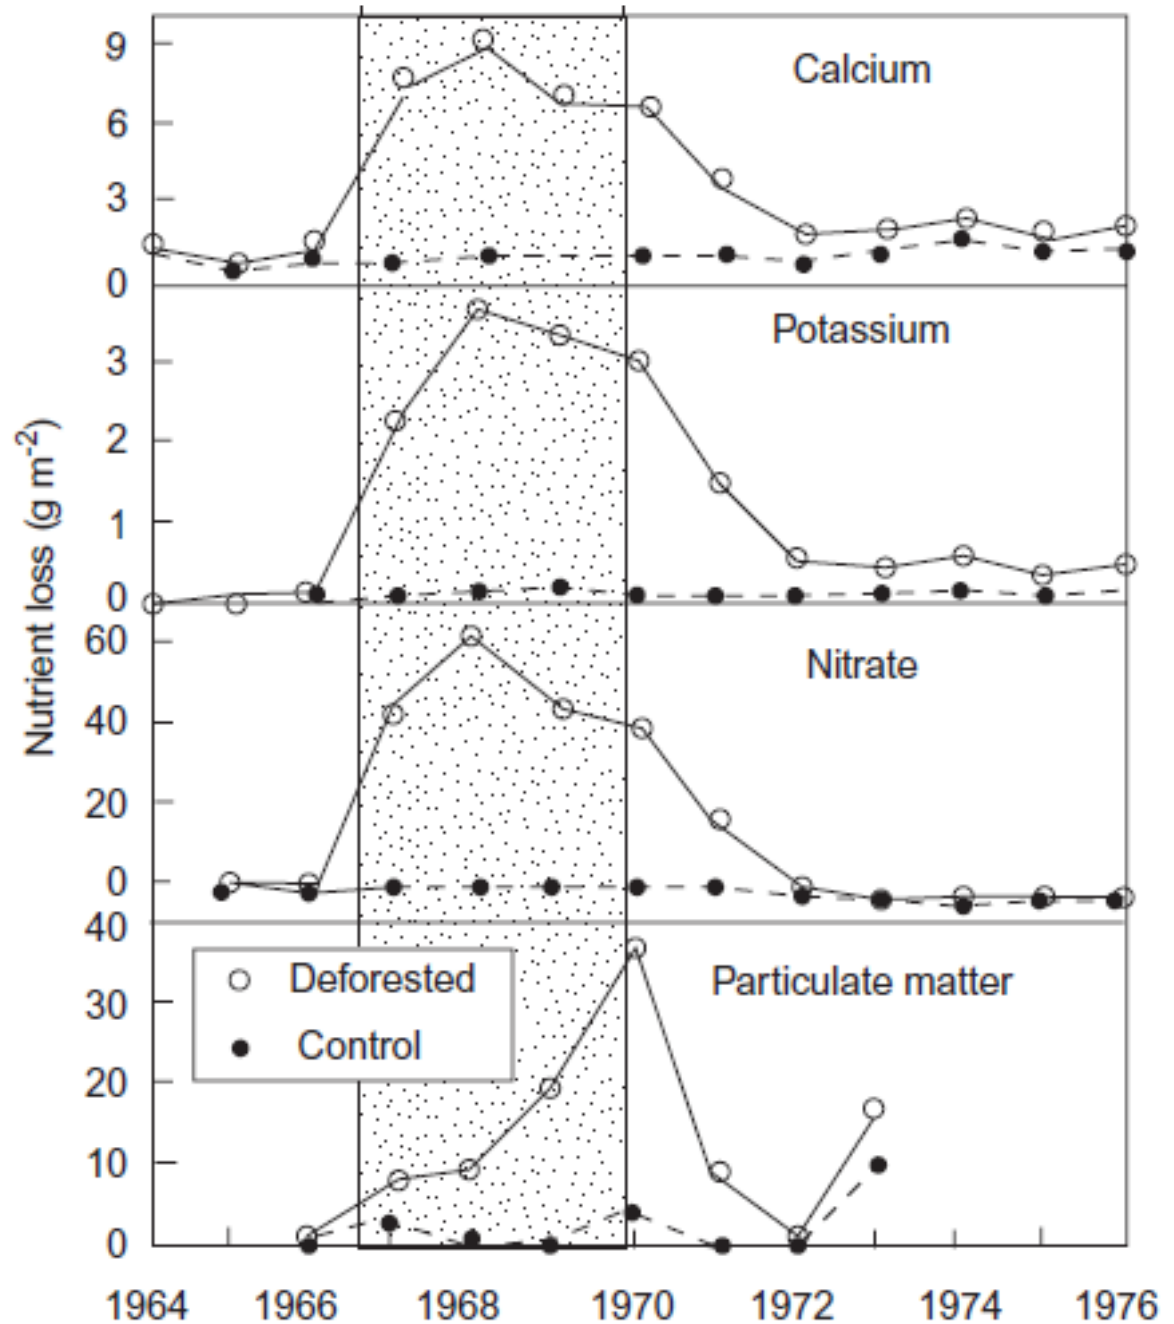 9
Calcium
6
3
0
Potassium
3
2
1
0
Nutrient loss (g m-2)
60
Nitrate
40
20
0
40
Deforested
Particulate matter
30
Control
20
10
0
1964 1966 1968 1970 1972 1974 1976